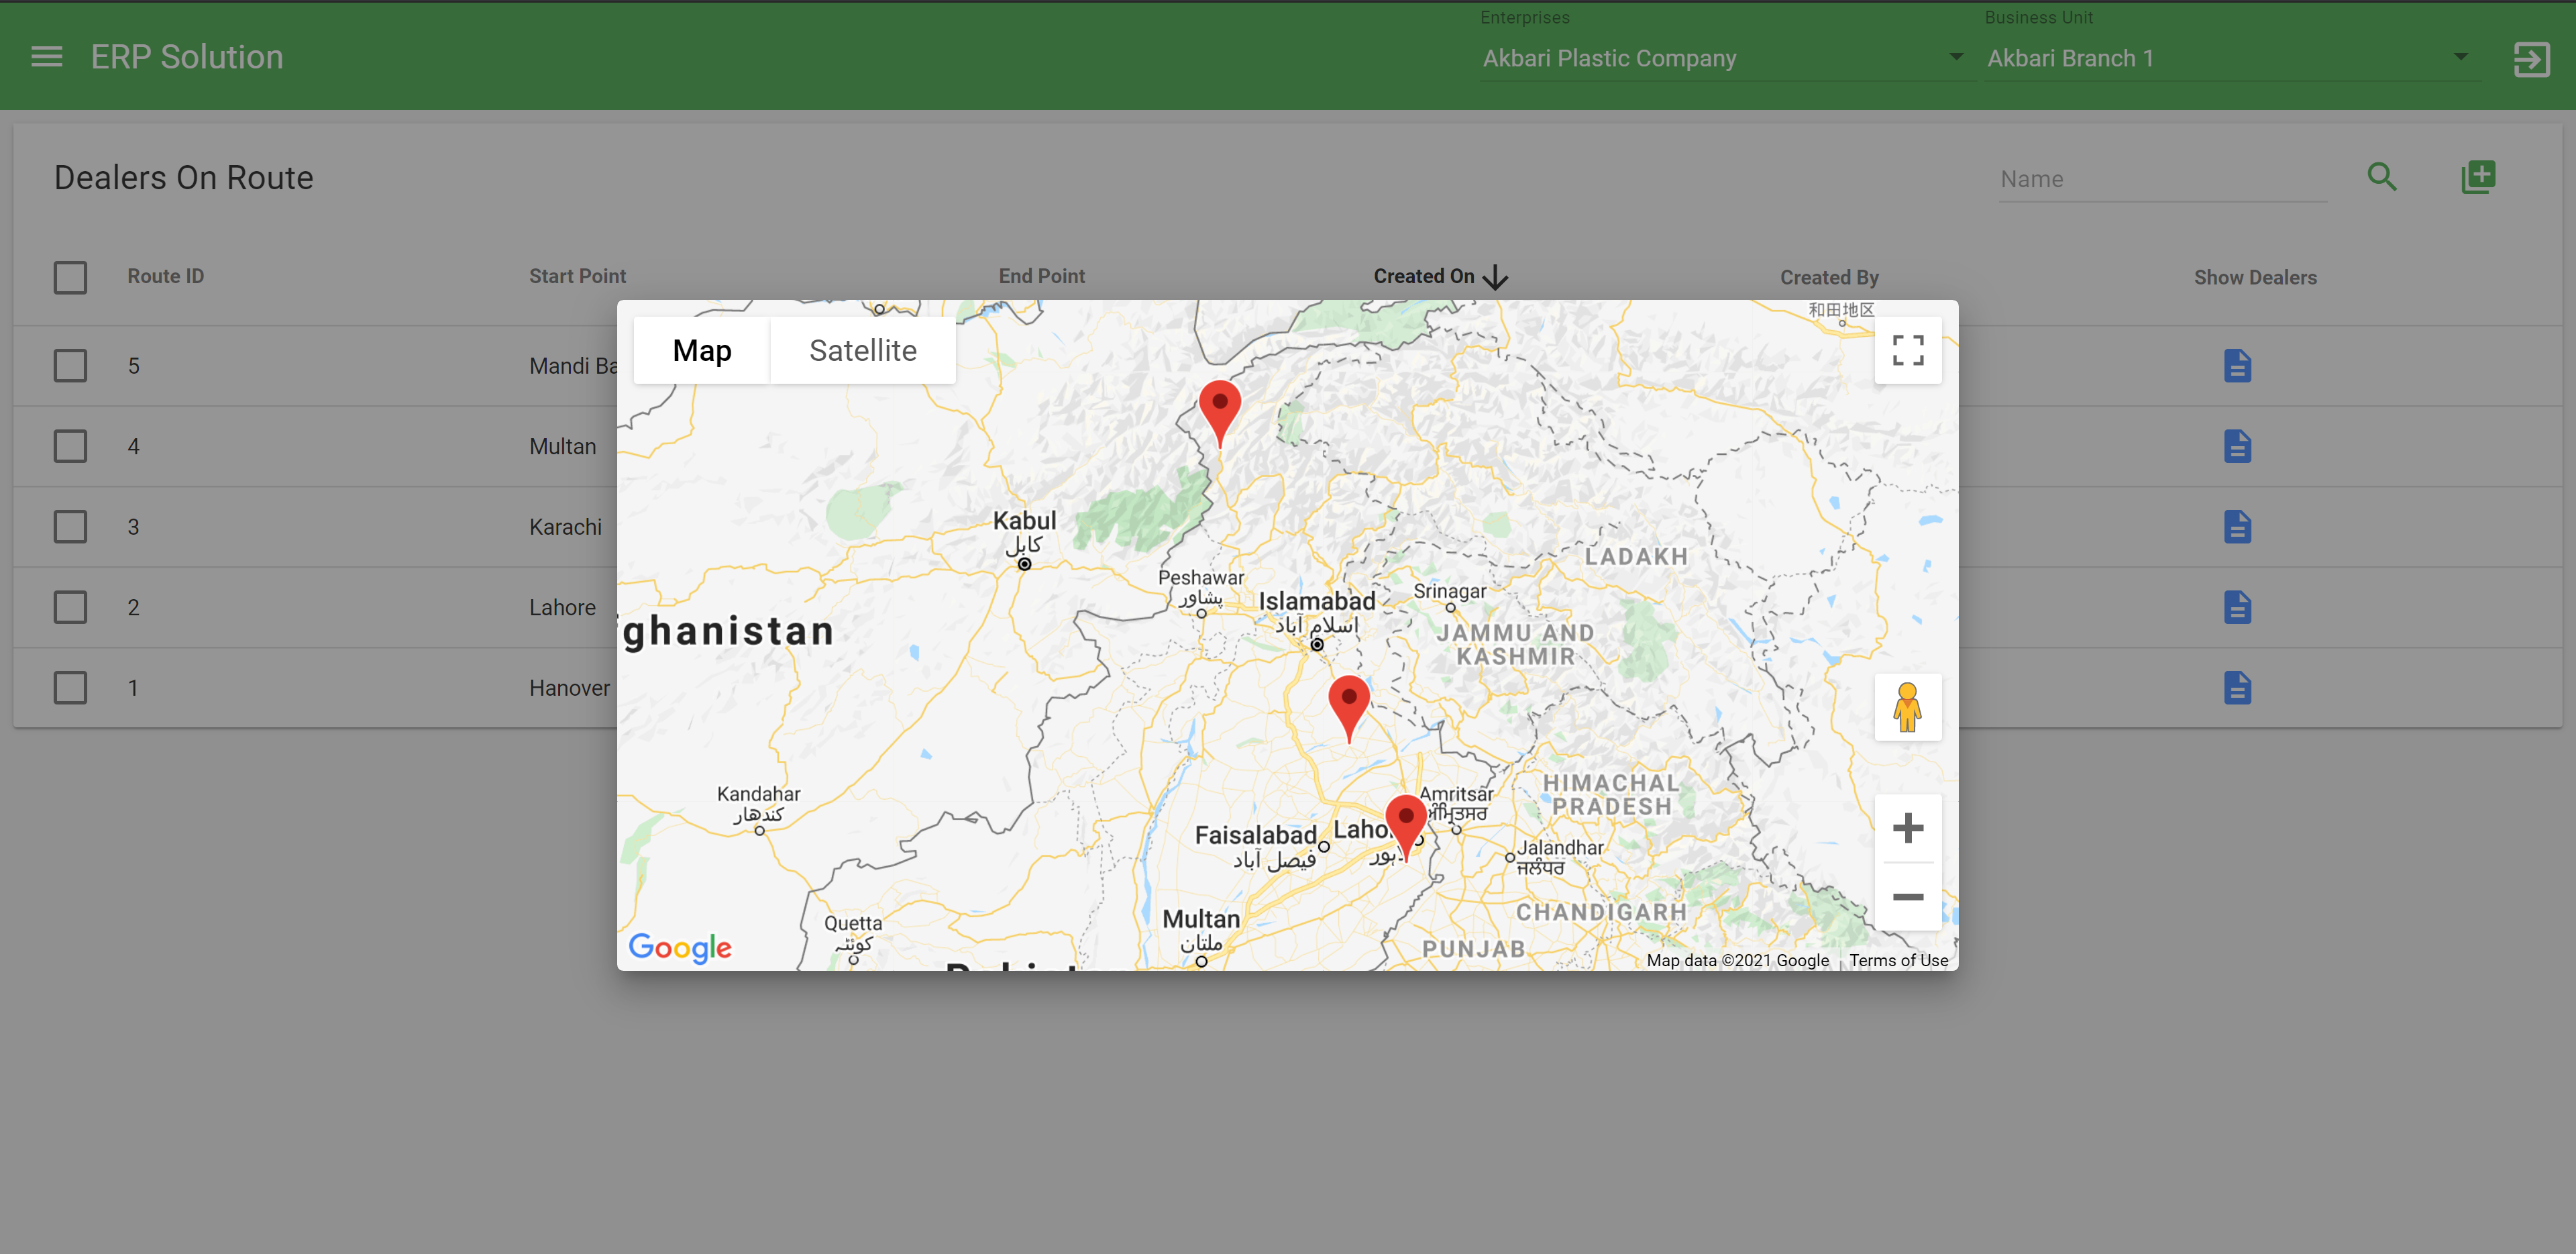 Enterprises
Business Unit
ERP Solution
Akbari Plastic Company
Akbari Branch 1
Dealers On Route
Name
Route ID
Start Point
End Point
Created On
Created By
Show Dealers
5
Mandi Ba
4
Multan
3
Karachi
2
Lahore
1
Hanover
Map
Satellite
和田地区
Kabul
کابل
LADAKH
Peshawar
پشاور
Islamabad
اسلام آباد
Srinagar
JAMMU AND
KASHMIR
ghanistan
Kandahar
کندهار
HIMACHAL
PRADESH
Amritsar
ਅੰਮ੍ਰਿਤਸਰ
Faisalabad
فیصل آباد
Laho
Jalandhar
ਜਲੰਧਰ
Multan
ملتان
CHANDIGARH
Quetta
کوئٹہ
PUNJAB
Google
Map data ©2021 Google
Terms of Use